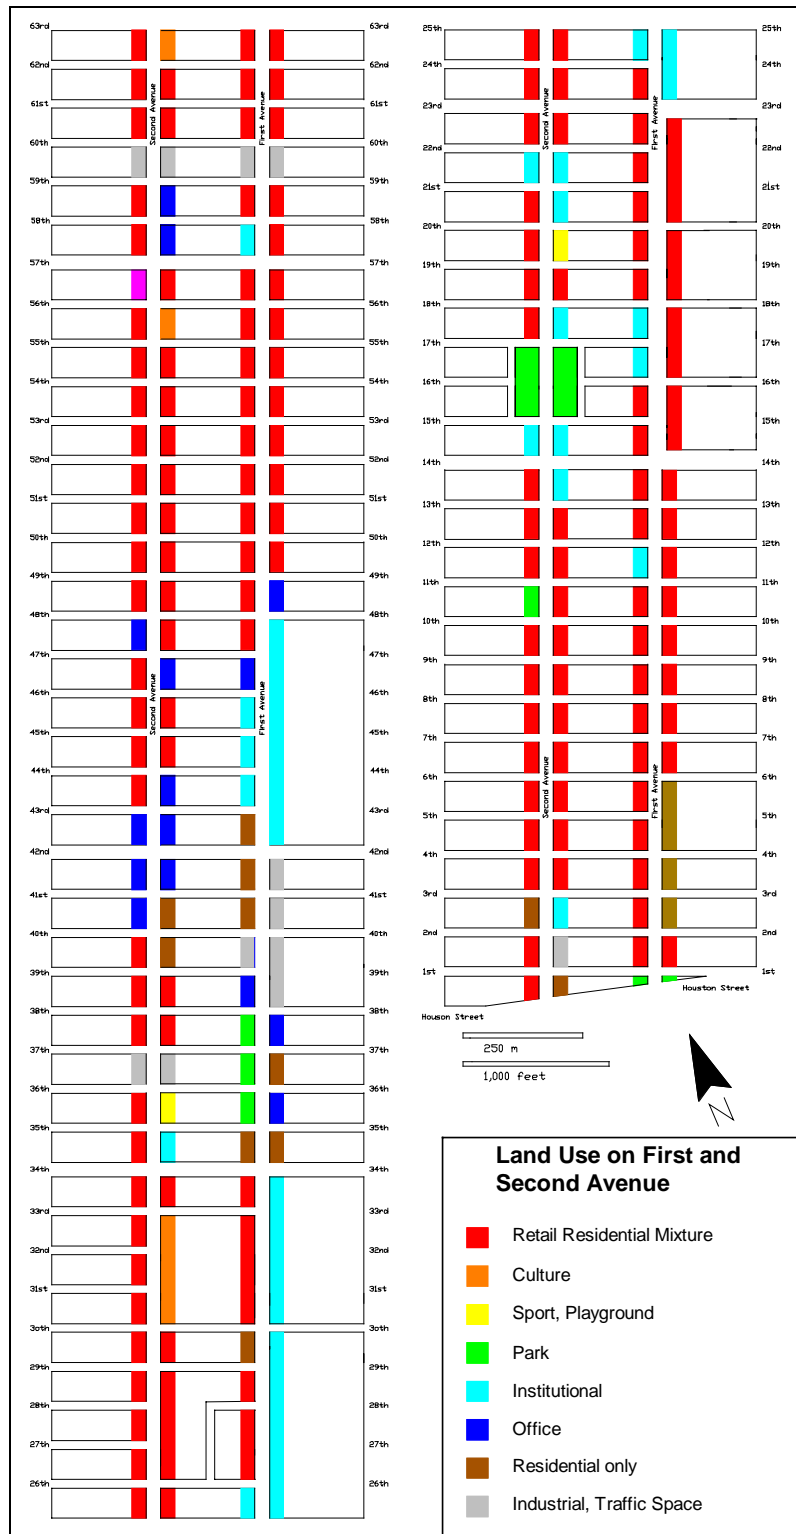 63rd
63rd
62nd
62nd
61st
61st
60th
60th
59th
59th
58th
58th
57th
57th
56th
56th
55th
55th
54th
54th
53rd
53rd
52nd
52nd
51st
51st
50th
50th
49th
49th
48th
48th
47th
47th
46th
46th
45th
45th
44th
44th
43rd
43rd
42nd
42nd
41st
41st
40th
40th
39th
39th
38th
38th
37th
37th
36th
36th
35th
35th
34th
34th
33rd
33rd
32nd
32nd
31st
31st
3oth
3oth
29th
29th
28th
28th
27th
27th
26th
26th
Second Avenue
First Avenue
Second Avenue
First Avenue
25th
25th
24th
24th
23rd
23rd
22nd
22nd
21st
21st
20th
20th
19th
19th
18th
18th
17th
17th
16th
16th
15th
15th
14th
14th
13th
13th
12th
12th
11th
11th
10th
10th
9th
9th
8th
8th
7th
7th
6th
6th
5th
5th
4th
4th
3rd
3rd
2nd
2nd
1st
1st
Second Avenue
First Avenue
Second Avenue
First Avenue
Houson Street
Houston Street
250 m
1,000 feet
N
Land Use on First and
Second Avenue
Retail Residential Mixture
Culture
Sport, Playground
Park
Institutional
Office
Residential only
Industrial, Traffic Space